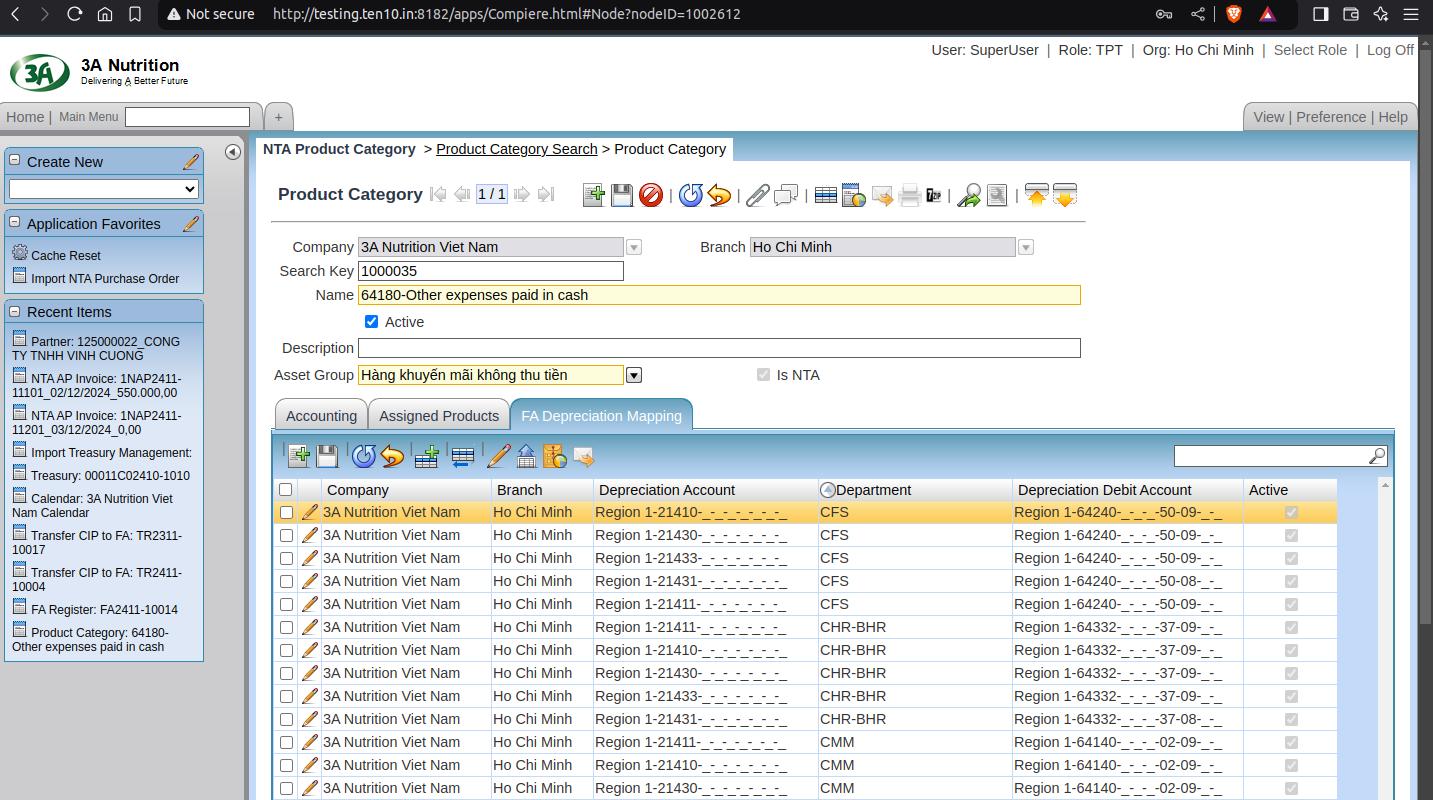 Not secure http://testing.ten10.in:8182/apps/Compiere.html#Node?nodeID=1002612
User: SuperUser | Role: TPT | Org: Ho Chi Minh | Select Role | Log Off
3A
3A Nutrition
Delivering A Better Future
Home | Main Menu
+
View | Preference | Help
Create New
Application Favorites
Cache Reset
Import NTA Purchase Order
Recent Items
Partner: 125000022_CONG
TY TNHH VINH CUONG
NTA AP Invoice: 1NAP2411-
11101_02/12/2024_550.000,00
NTA AP Invoice: 1NAP2411-
11201_03/12/2024_0,00
Import Treasury Management:
Treasury: 00011C02410-1010
Calendar: 3A Nutrition Viet
Nam Calendar
Transfer CIP to FA: TR2311-
10017
Transfer CIP to FA: TR2411-
10004
FA Register: FA2411-10014
Product Category: 64180-
Other expenses paid in cash
NTA Product Category > Product Category Search > Product Category
Product Category 1 / 1
Company 3A Nutrition Viet Nam Branch Ho Chi Minh
Search Key 1000035
Name 64180-Other expenses paid in cash
Active
Description
Asset Group Hàng khuyến mãi không thu tiền Is NTA
Accounting Assigned Products FA Depreciation Mapping
Company Branch Depreciation Account Department Depreciation Debit Account Active
3A Nutrition Viet Nam Ho Chi Minh Region 1-21410-_-_-_-_-_-_-_ CFS Region 1-64240-_-_-_-50-09-_-_
3A Nutrition Viet Nam Ho Chi Minh Region 1-21430-_-_-_-_-_-_-_ CFS Region 1-64240-_-_-_-50-09-_-_
3A Nutrition Viet Nam Ho Chi Minh Region 1-21433-_-_-_-_-_-_-_ CFS Region 1-64240-_-_-_-50-09-_-_
3A Nutrition Viet Nam Ho Chi Minh Region 1-21431-_-_-_-_-_-_-_ CFS Region 1-64240-_-_-_-50-08-_-_
3A Nutrition Viet Nam Ho Chi Minh Region 1-21411-_-_-_-_-_-_-_ CFS Region 1-64240-_-_-_-50-09-_-_
3A Nutrition Viet Nam Ho Chi Minh Region 1-21411-_-_-_-_-_-_-_ CHR-BHR Region 1-64332-_-_-_-37-09-_-_
3A Nutrition Viet Nam Ho Chi Minh Region 1-21410-_-_-_-_-_-_-_ CHR-BHR Region 1-64332-_-_-_-37-09-_-_
3A Nutrition Viet Nam Ho Chi Minh Region 1-21430-_-_-_-_-_-_-_ CHR-BHR Region 1-64332-_-_-_-37-09-_-_
3A Nutrition Viet Nam Ho Chi Minh Region 1-21433-_-_-_-_-_-_-_ CHR-BHR Region 1-64332-_-_-_-37-09-_-_
3A Nutrition Viet Nam Ho Chi Minh Region 1-21431-_-_-_-_-_-_-_ CHR-BHR Region 1-64332-_-_-_-37-08-_-_
3A Nutrition Viet Nam Ho Chi Minh Region 1-21411-_-_-_-_-_-_-_ CMM Region 1-64140-_-_-_-02-09-_-_
3A Nutrition Viet Nam Ho Chi Minh Region 1-21410-_-_-_-_-_-_-_ CMM Region 1-64140-_-_-_-02-09-_-_
3A Nutrition Viet Nam Ho Chi Minh Region 1-21430-_-_-_-_-_-_-_ CMM Region 1-64140-_-_-_-02-09-_-_